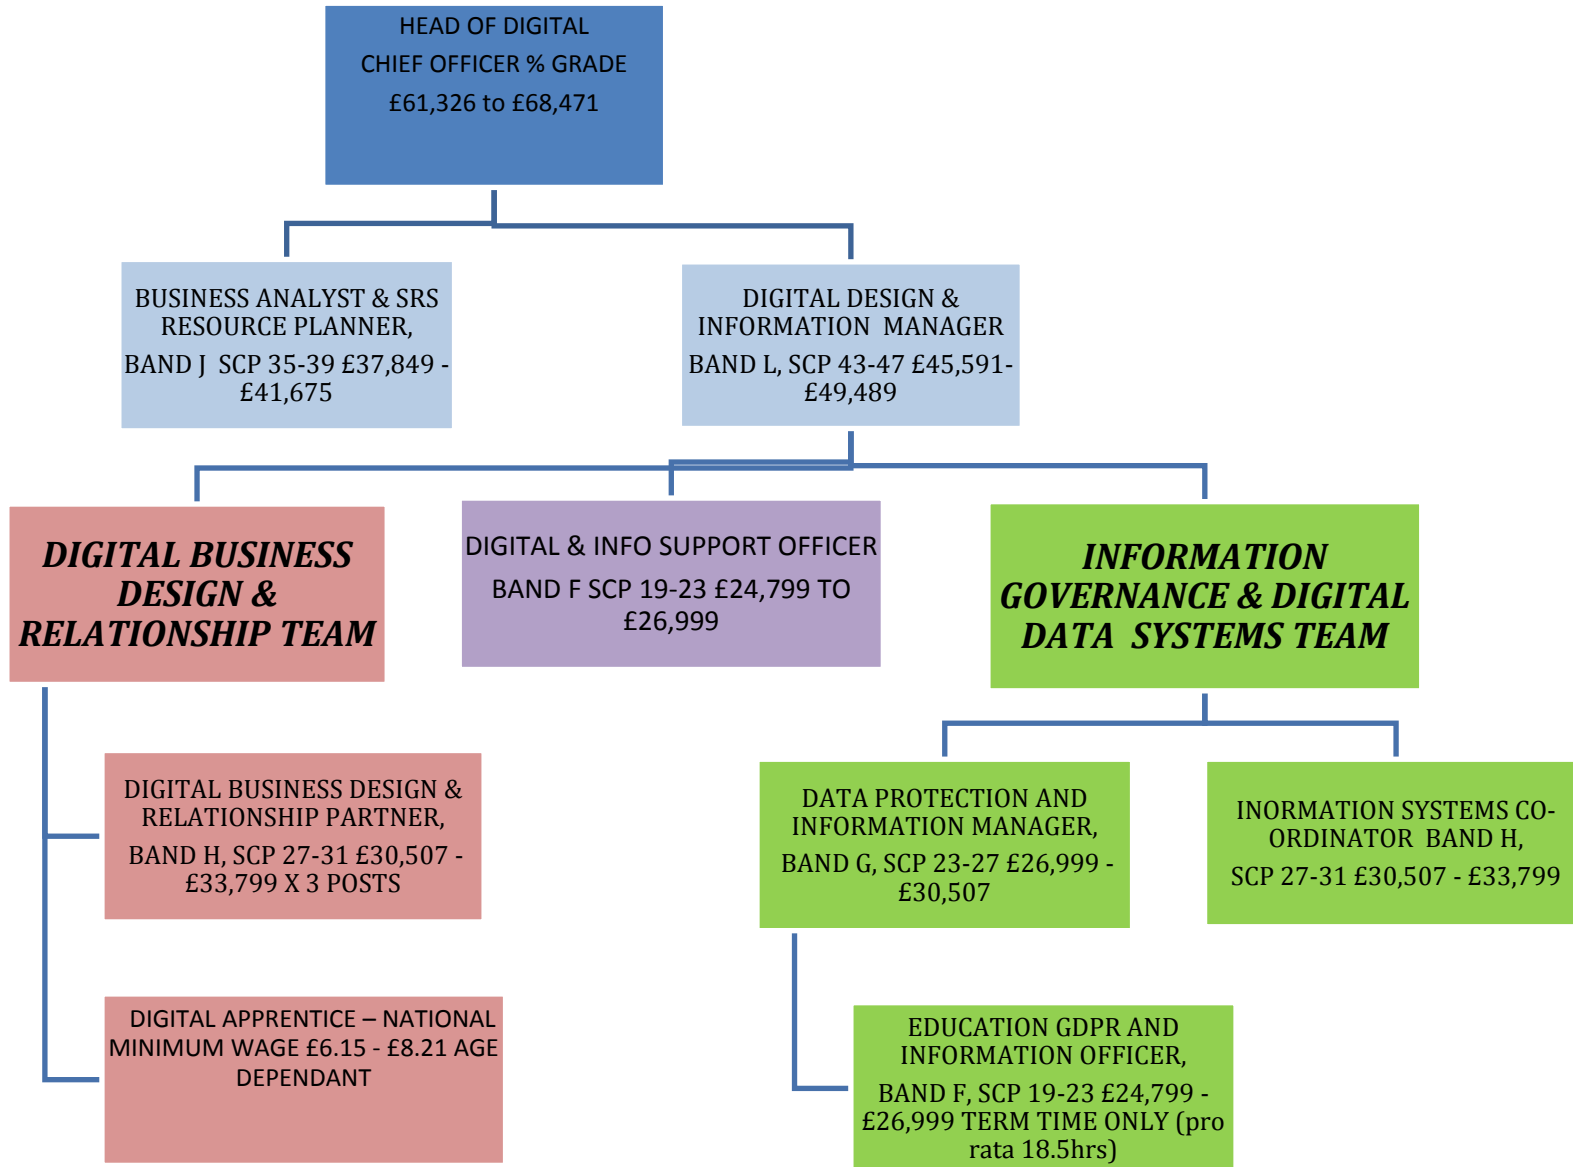 HEAD OF DIGITAL
CHIEF OFFICER % GRADE
£61,326 to £68,471
BUSINESS ANALYST & SRS
RESOURCE PLANNER,
BAND J  SCP 35-39 £37,849 -
£41,675
DIGITAL DESIGN &
INFORMATION  MANAGER
BAND L, SCP 43-47 £45,591-
£49,489
DIGITAL BUSINESS
DESIGN &
RELATIONSHIP TEAM
DIGITAL & INFO SUPPORT OFFICER
BAND F SCP 19-23 £24,799 TO
£26,999
INFORMATION
GOVERNANCE & DIGITAL
DATA  SYSTEMS TEAM
DIGITAL BUSINESS DESIGN &
RELATIONSHIP PARTNER,
BAND H, SCP 27-31 £30,507 -
£33,799 X 3 POSTS
DATA PROTECTION AND
INFORMATION MANAGER,
BAND G, SCP 23-27 £26,999 -
£30,507
INORMATION SYSTEMS CO-
ORDINATOR  BAND H,
SCP 27-31 £30,507 - £33,799
DIGITAL APPRENTICE – NATIONAL
MINIMUM WAGE £6.15 - £8.21 AGE
DEPENDANT
EDUCATION GDPR AND
INFORMATION OFFICER,
BAND F, SCP 19-23 £24,799 -
£26,999 TERM TIME ONLY (pro
rata 18.5hrs)